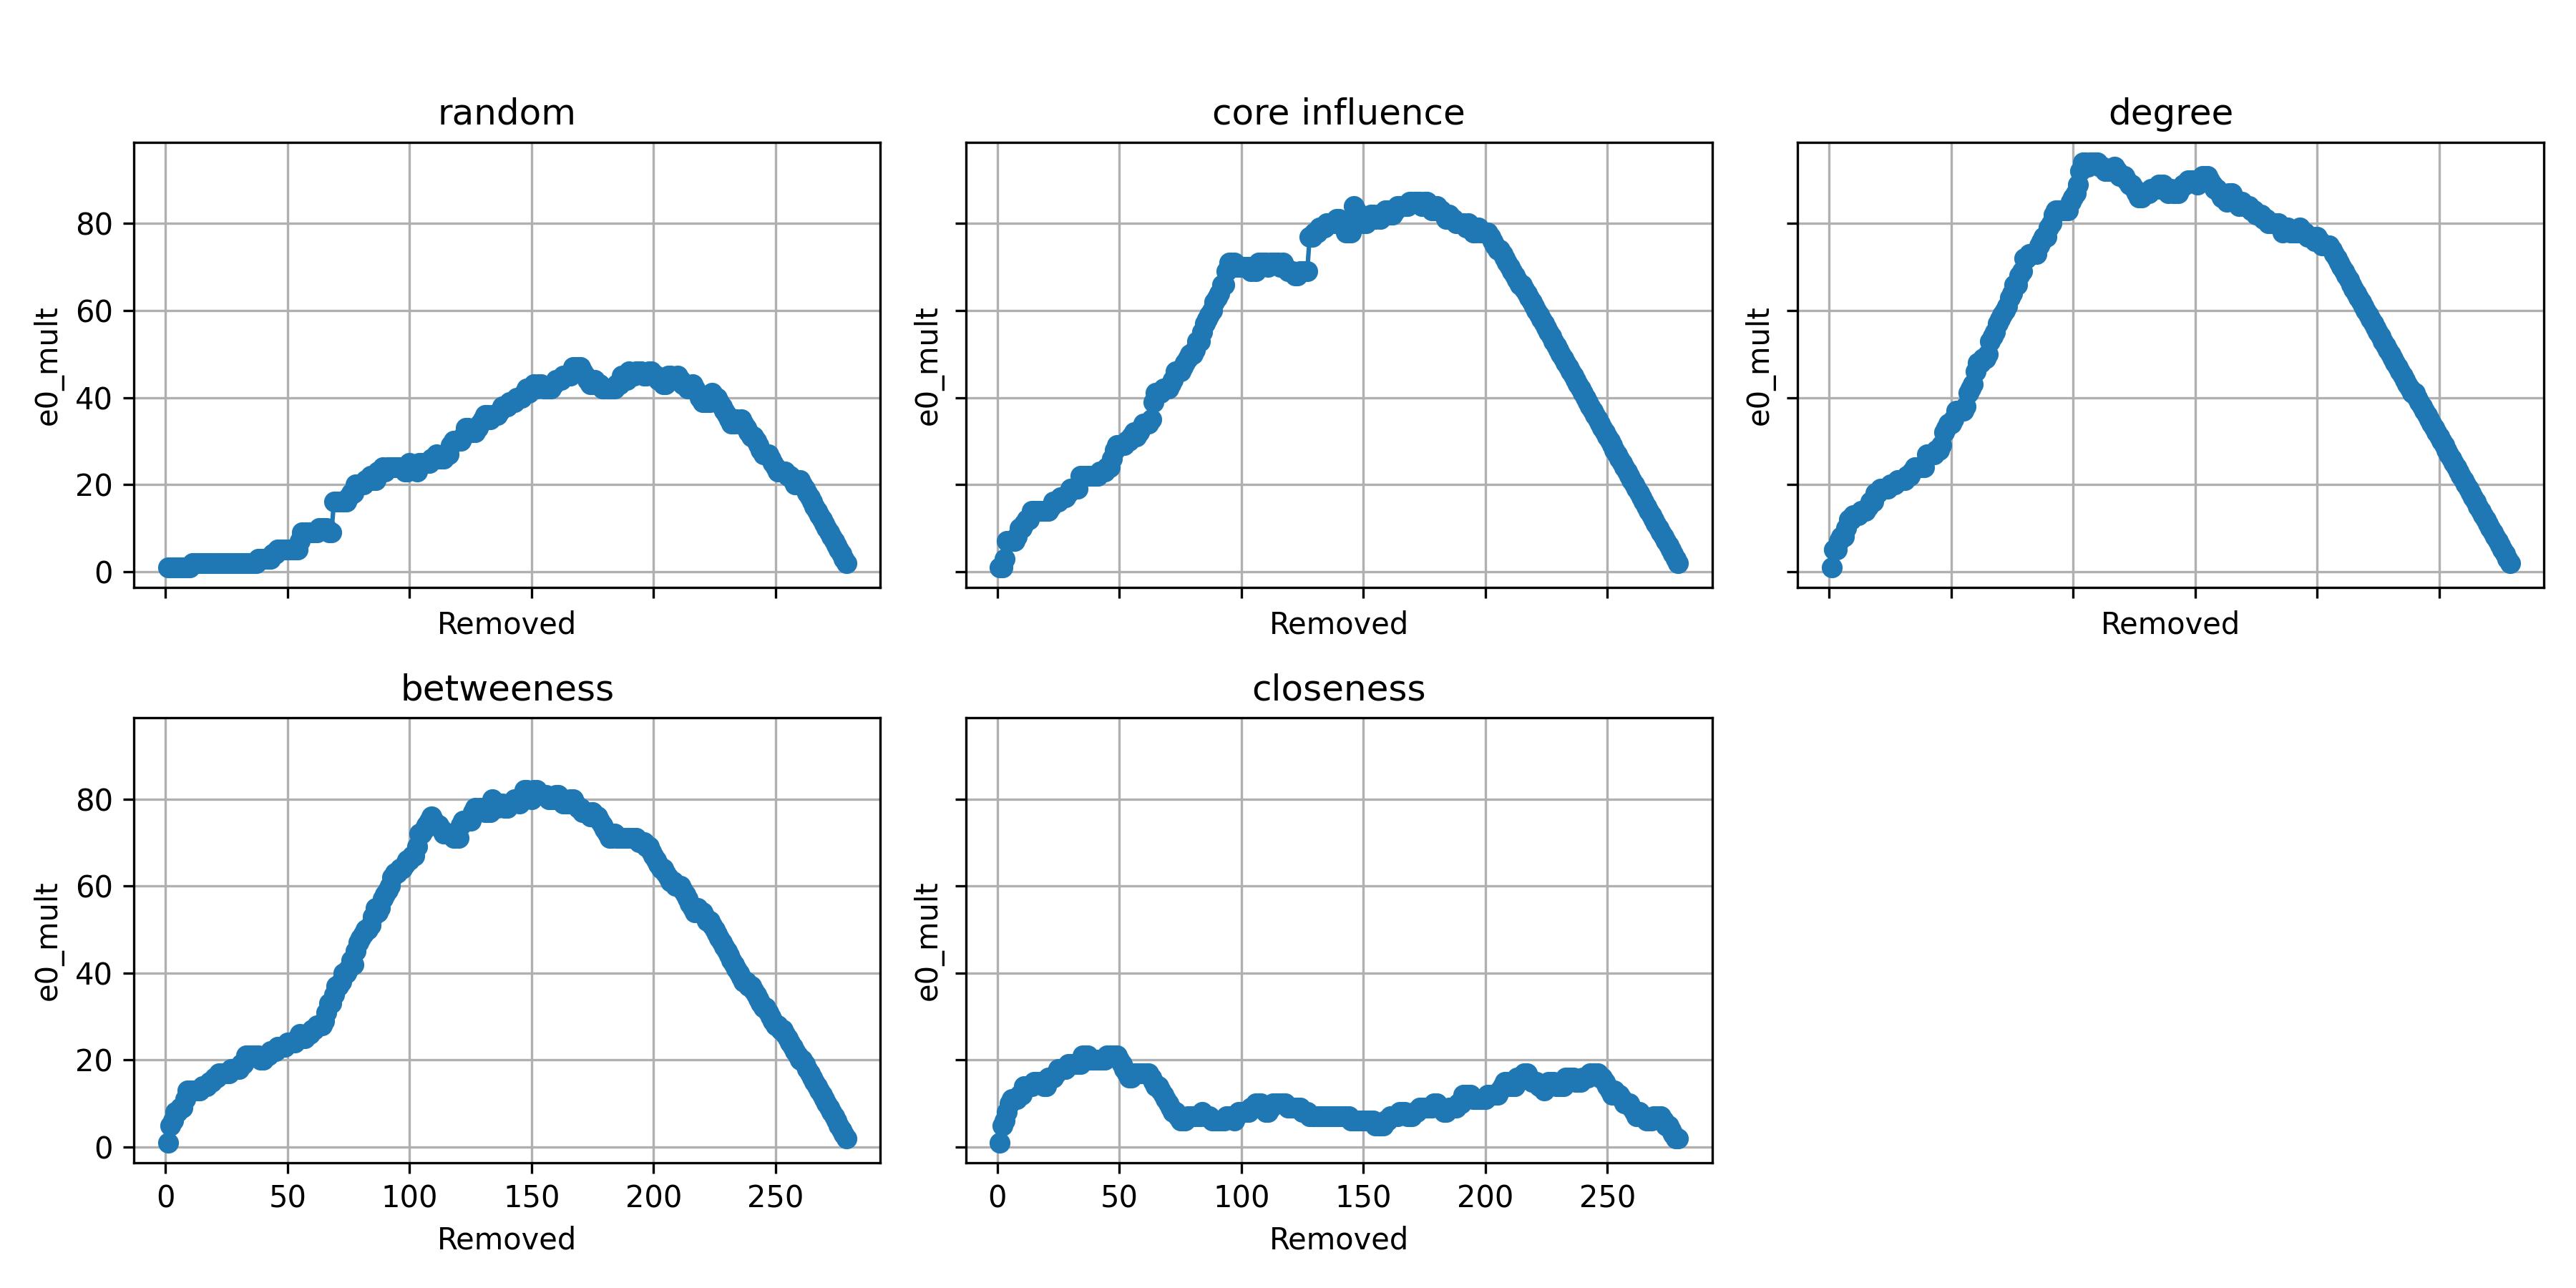 random
core influence
degree
80
60
40
20
0
e0_mult
e0_mult
e0_mult
Removed
Removed
Removed
betweeness
closeness
80
60
40
20
0
e0_mult
e0_mult
0 50 100 150 200 250
0 50 100 150 200 250
Removed
Removed